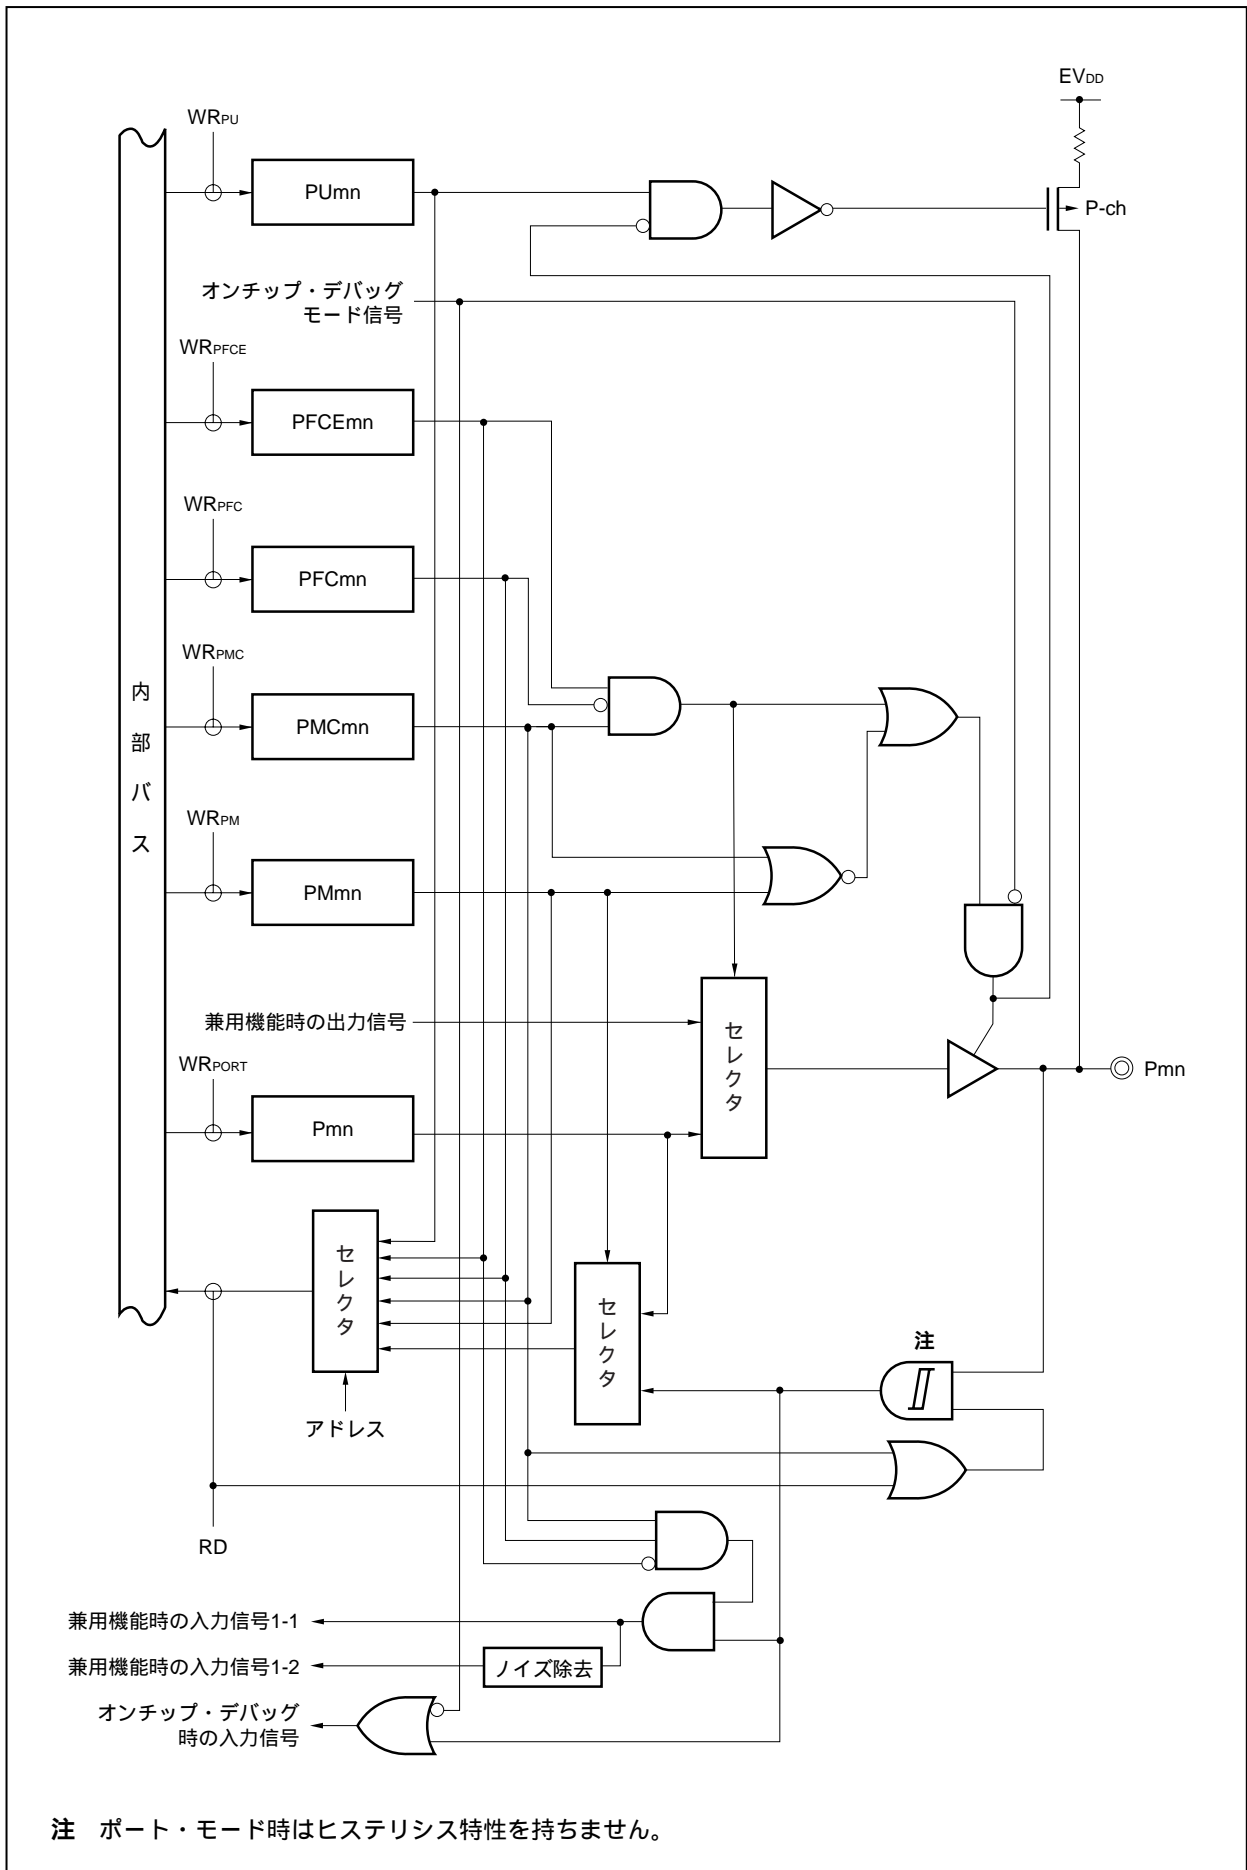 EVDD
WRPU
PUmn
P-ch
オンチップ・デバッグ
モード信号
WRPFCE
PFCEmn
WRPFC
PFCmn
WRPMC
PMCmn
内部バス
WRPM
PMmn
兼用機能時の出力信号
セレクタ
WRPORT
Pmn
Pmn
セレクタ
セレクタ
注
アドレス
RD
兼用機能時の入力信号1-1
兼用機能時の入力信号1-2
ノイズ除去
オンチップ・デバッグ
時の入力信号
注 ポート・モード時はヒステリシス特性を持ちません。